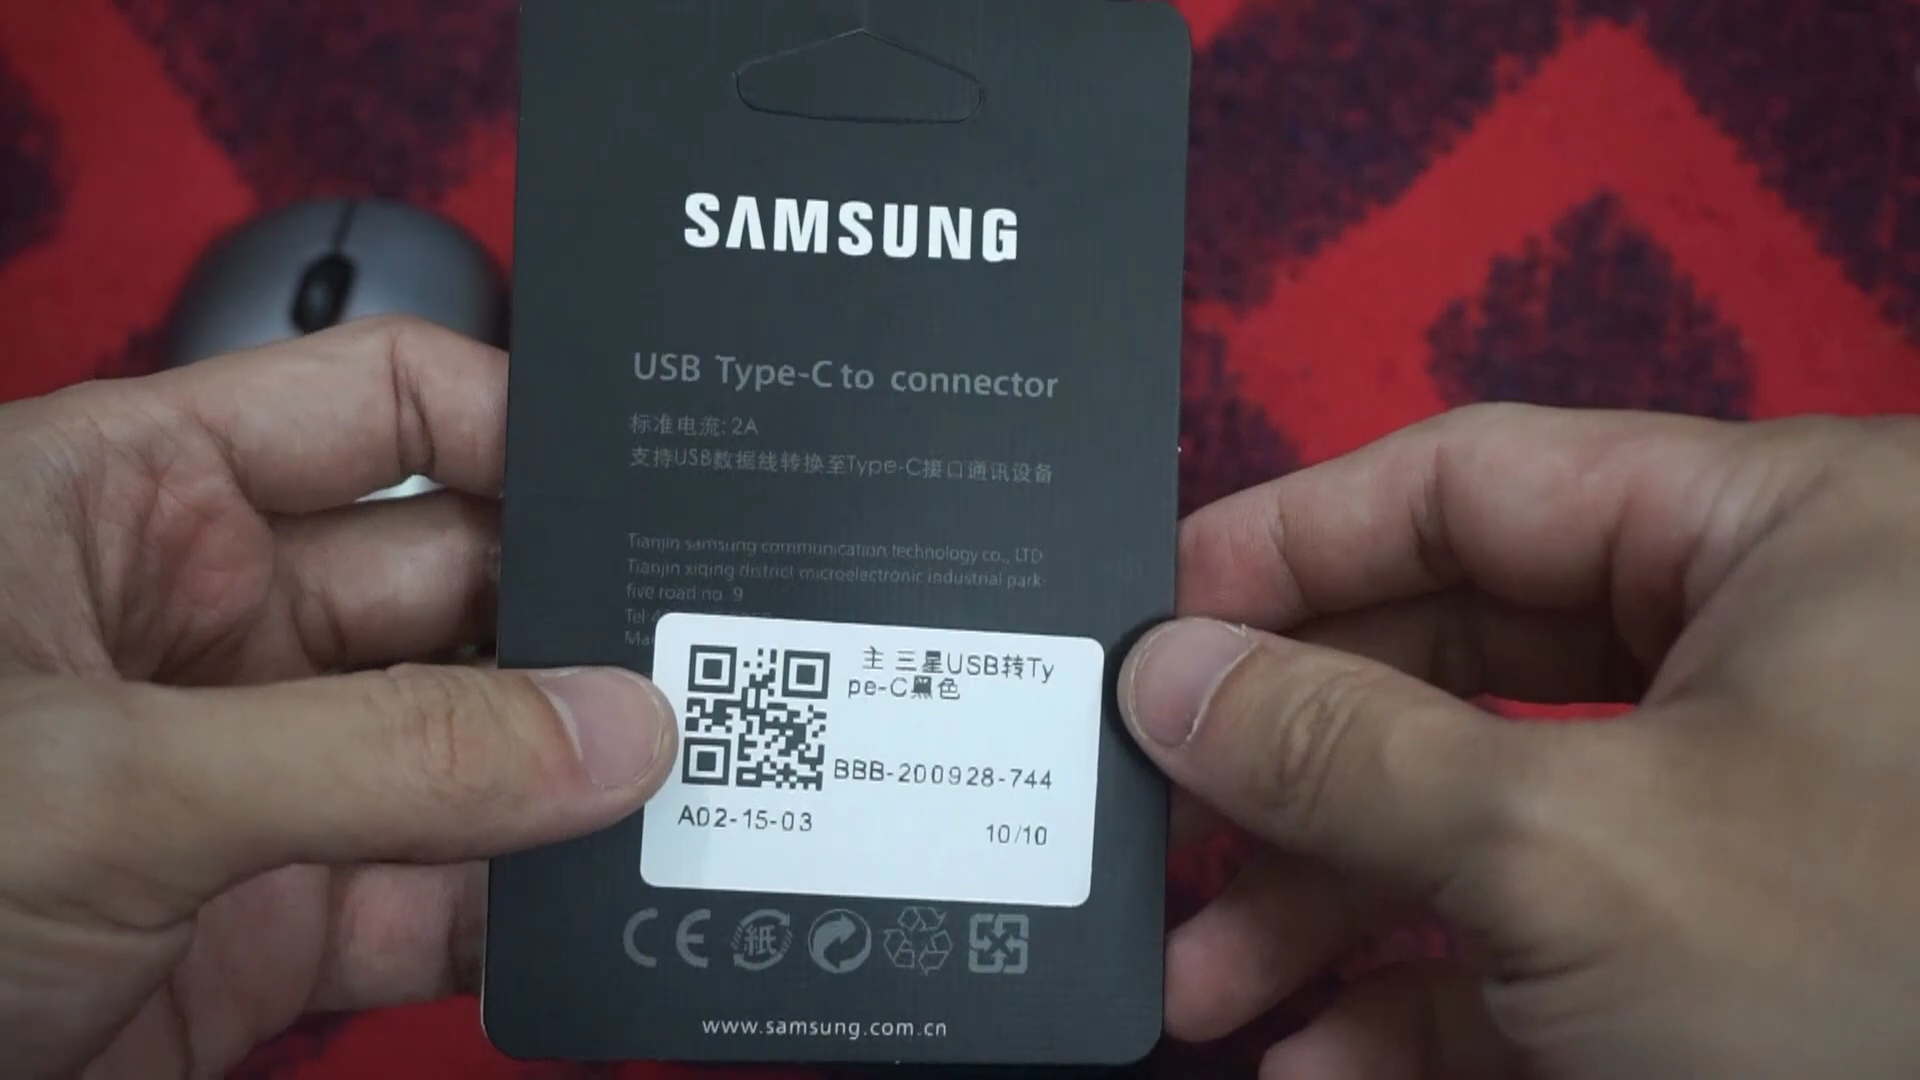 SAMSUNG
USB Type-C to connector
标准电流: 2A
支持USB数据线转换至Type-C接口通讯设备
Tianjin samsung communication technology co., LTD
Tianjin xiqing district microelectronic industrial park-
five road no. 9
Tel
主 三星USB转Ty
pe-C黑色
BBB-200928-744
A02-15-03
10/10
CE
紙
www.samsung.com.cn